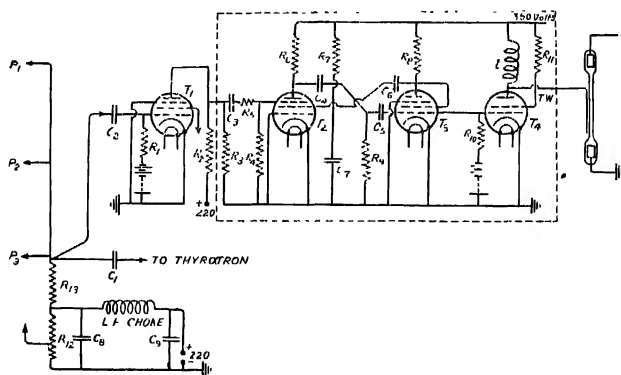 350 Volts
P1
P2
P3
C2
R1
T1
R2
+
220
C3
R3
R4
R6
R7
C4
T2
C7
C6
C5
R9
R8
T3
R10
L
R11
TW
T4
C1
TO THYROTRON
R13
R12
L F CHOKE
C8
C9
+
220
-